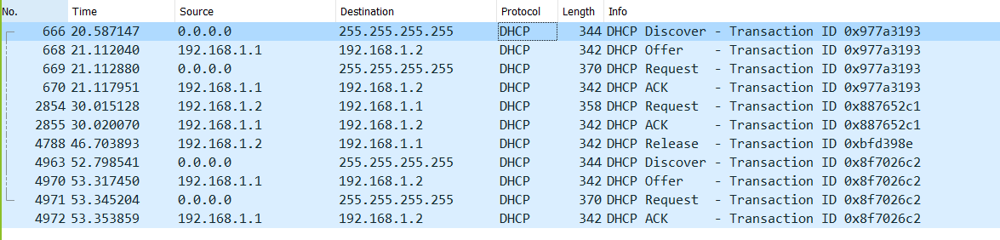 No. Time Source Destination Protocol Length Info
666 20.587147 0.0.0.0 255.255.255.255 DHCP 344 DHCP Discover - Transaction ID 0x977a3193
668 21.112040 192.168.1.1 192.168.1.2 DHCP 342 DHCP Offer - Transaction ID 0x977a3193
669 21.112880 0.0.0.0 255.255.255.255 DHCP 370 DHCP Request - Transaction ID 0x977a3193
670 21.117951 192.168.1.1 192.168.1.2 DHCP 342 DHCP ACK - Transaction ID 0x977a3193
2854 30.015128 192.168.1.2 192.168.1.1 DHCP 358 DHCP Request - Transaction ID 0x887652c1
2855 30.020070 192.168.1.1 192.168.1.2 DHCP 342 DHCP ACK - Transaction ID 0x887652c1
4788 46.703893 192.168.1.2 192.168.1.1 DHCP 342 DHCP Release - Transaction ID 0xbfd398e
4963 52.798541 0.0.0.0 255.255.255.255 DHCP 344 DHCP Discover - Transaction ID 0x8f7026c2
4970 53.317450 192.168.1.1 192.168.1.2 DHCP 342 DHCP Offer - Transaction ID 0x8f7026c2
4971 53.345204 0.0.0.0 255.255.255.255 DHCP 370 DHCP Request - Transaction ID 0x8f7026c2
4972 53.353859 192.168.1.1 192.168.1.2 DHCP 342 DHCP ACK - Transaction ID 0x8f7026c2